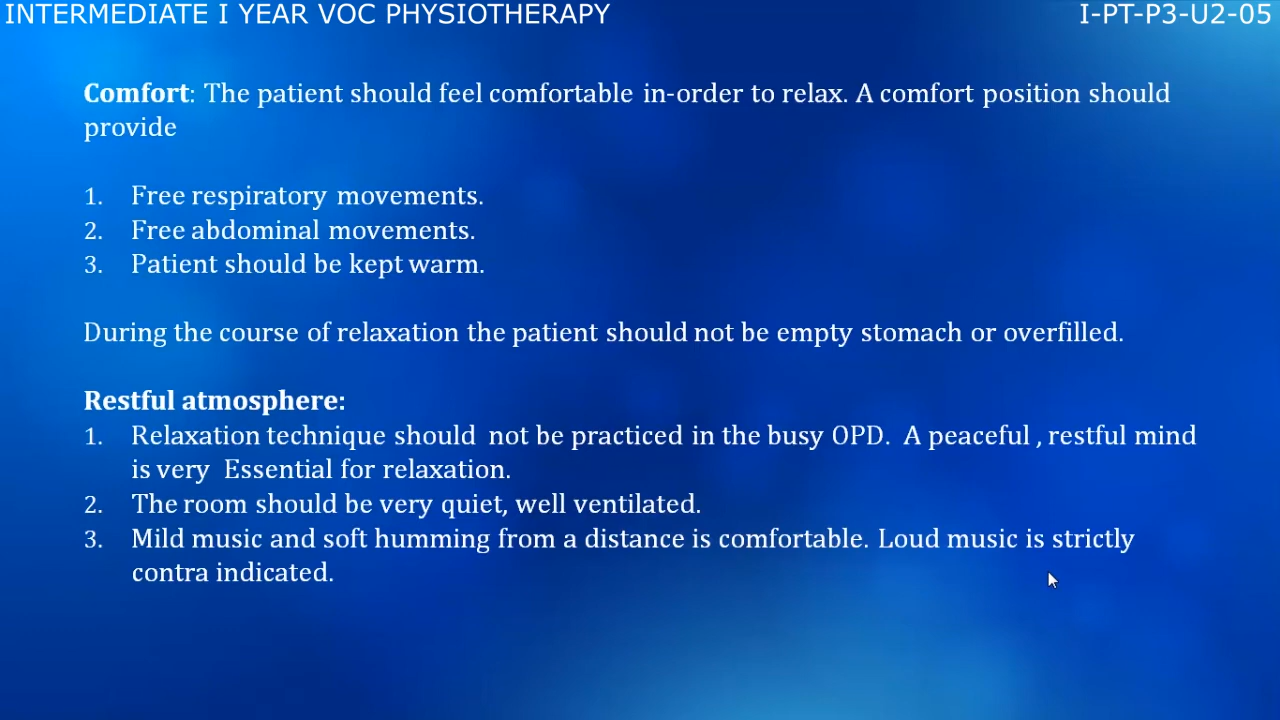 INTERMEDIATE I YEAR VOC PHYSIOTHERAPY
I-PT-P3-U2-05
Comfort: The patient should feel comfortable in-order to relax. A comfort position should
provide
1. Free respiratory movements.
2. Free abdominal movements.
3. Patient should be kept warm.
During the course of relaxation the patient should not be empty stomach or overfilled.
Restful atmosphere:
1. Relaxation technique should not be practiced in the busy OPD. A peaceful , restful mind
is very Essential for relaxation.
2. The room should be very quiet, well ventilated.
3. Mild music and soft humming from a distance is comfortable. Loud music is strictly
contra indicated.